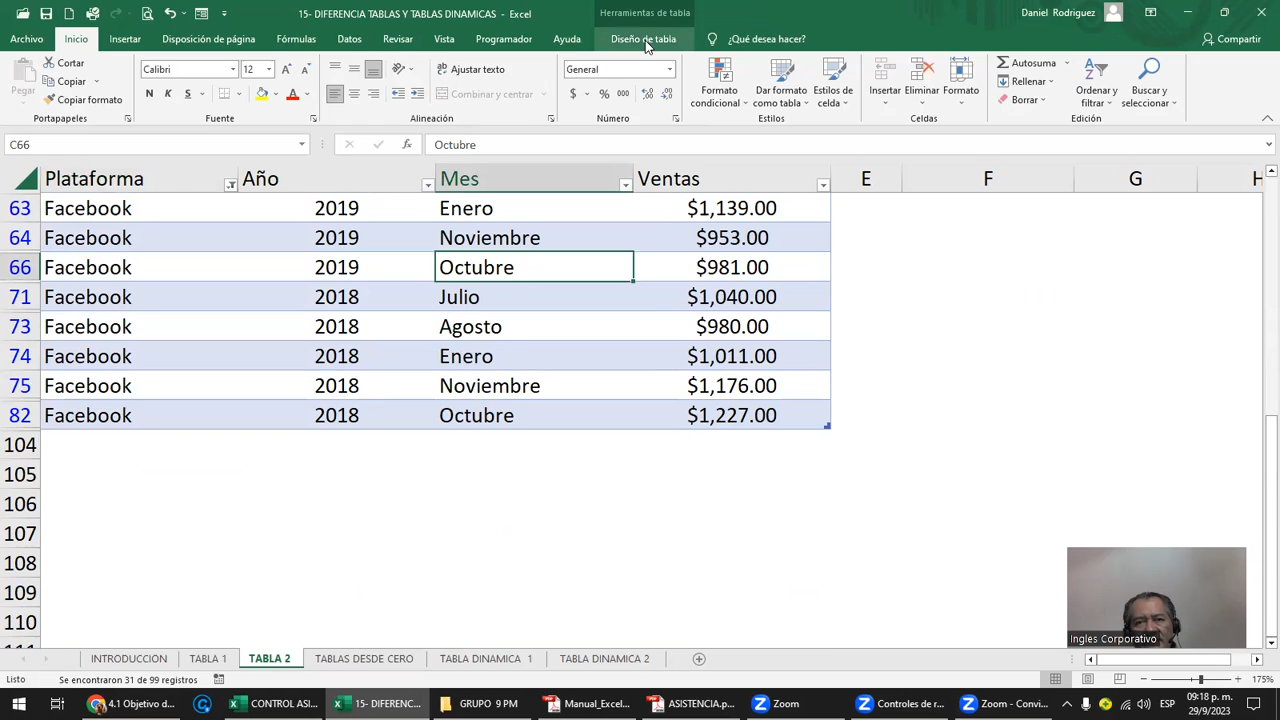 15- DIFERENCIA TABLAS Y TABLAS DINAMICAS - Excel
Herramientas de tabla
Daniel Rodriguez
Archivo Inicio Insertar Disposición de página Fórmulas Datos Revisar Vista Programador Ayuda Diseño de tabla ¿Qué desea hacer? Compartir
Pegar
Cortar
Copiar
Copiar formato
Portapapeles
Calibri 12
N K S
Fuente
Ajustar texto
Combinar y centrar
Alineación
General
$ % 000
Número
Formato condicional
Dar formato como tabla
Estilos de celda
Estilos
Insertar Eliminar Formato
Celdas
Autosuma
Rellenar
Borrar
Ordenar y filtrar
Buscar y seleccionar
Edición
C66 fx Octubre
Plataforma Año Mes Ventas E F G H
63 Facebook 2019 Enero $1,139.00
64 Facebook 2019 Noviembre $953.00
66 Facebook 2019 Octubre $981.00
71 Facebook 2018 Julio $1,040.00
73 Facebook 2018 Agosto $980.00
74 Facebook 2018 Enero $1,011.00
75 Facebook 2018 Noviembre $1,176.00
82 Facebook 2018 Octubre $1,227.00
104
105
106
107
108
109
110
Ingles Corporativo
INTRODUCCION TABLA 1 TABLA 2 TABLAS DESDE CERO TABLA DINAMICA 1 TABLA DINAMICA 2
Listo Se encontraron 31 de 99 registros 175%
4.1 Objetivo d... CONTROL ASI... 15- DIFERENC... GRUPO 9 PM Manual_Excel... ASISTENCIA.p... Zoom Controles de r... Zoom - Convi... ESP
09:18 p. m.
29/9/2023